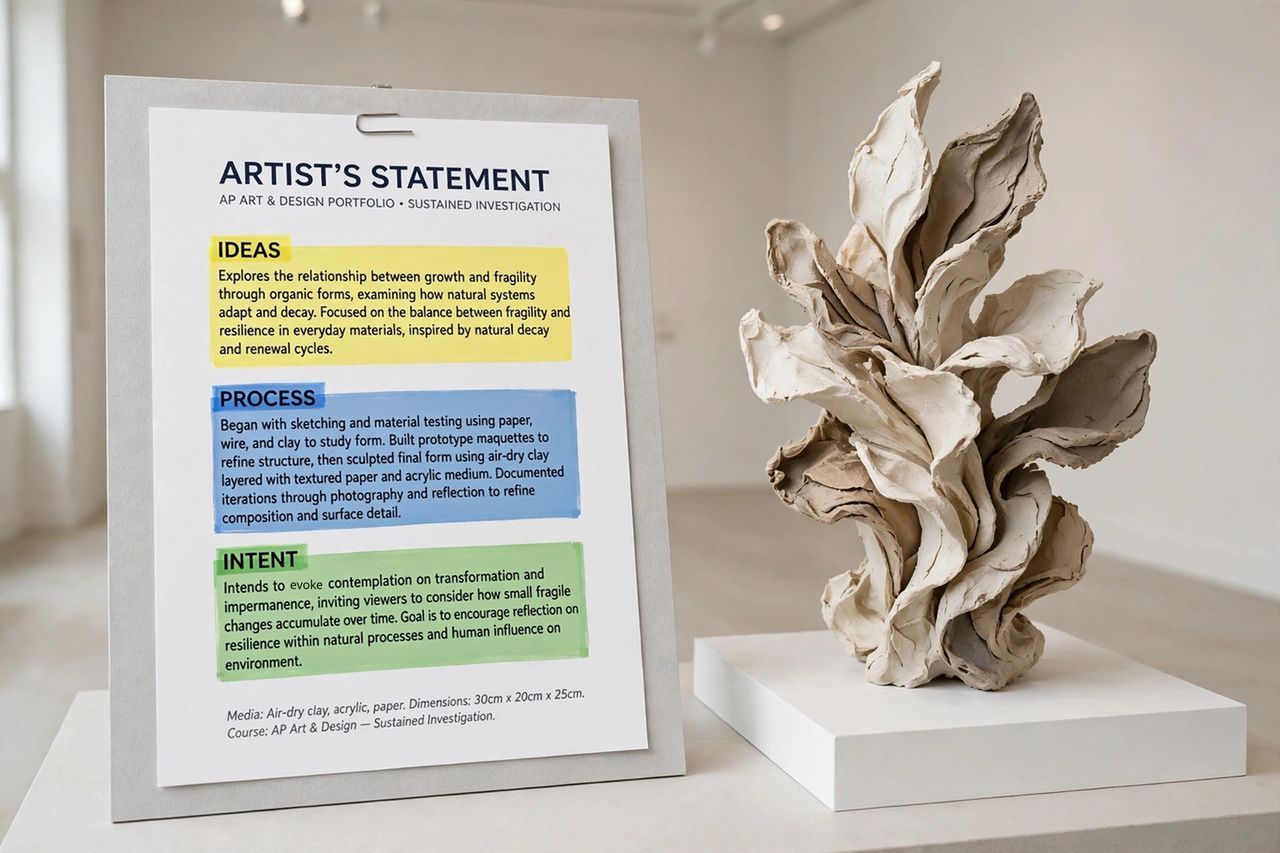 ARTIST'S STATEMENT
AP ART & DESIGN PORTFOLIO • SUSTAINED INVESTIGATION
IDEAS
Explores the relationship between growth and fragility
through organic forms, examining how natural systems
adapt and decay. Focused on the balance between fragility and
resilience in everyday materials, inspired by natural decay
and renewal cycles.
PROCESS
Began with sketching and material testing using paper,
wire, and clay to study form. Built prototype maquettes to
refine structure, then sculpted final form using air-dry clay
layered with textured paper and acrylic medium. Documented
iterations through photography and reflection to refine
composition and surface detail.
INTENT
Intends to evoke contemplation on transformation and
impermanence, inviting viewers to consider how small fragile
changes accumulate over time. Goal is to encourage reflection on
resilience within natural processes and human influence on
environment.
Media: Air-dry clay, acrylic, paper. Dimensions: 30cm x 20cm x 25cm.
Course: AP Art & Design — Sustained Investigation.